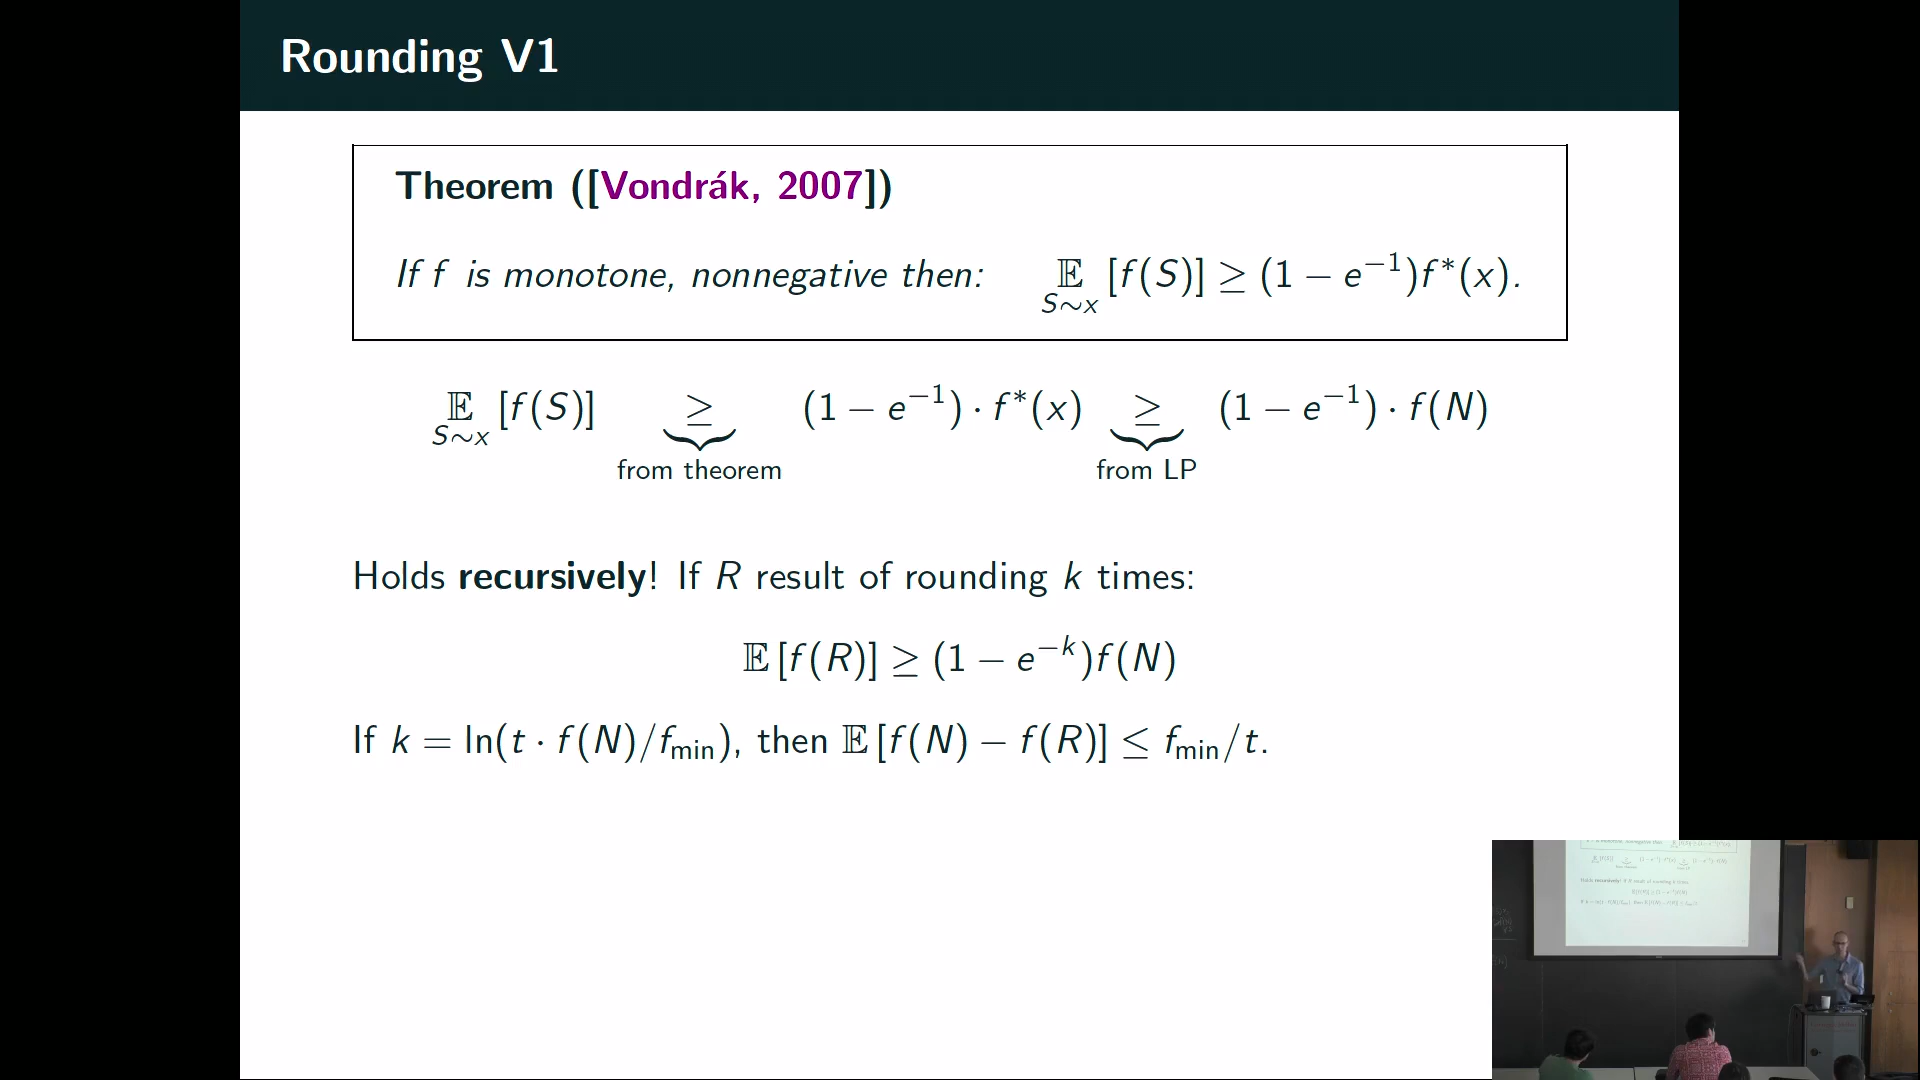 Rounding V1
Theorem ([Vondrák, 2007])
If f is monotone, nonnegative then: 𝔼_{S∼x} [f(S)] ≥ (1 − e^{−1})f*(x).
𝔼_{S∼x} [f(S)] ≥ (1 − e^{−1}) · f*(x) ≥ (1 − e^{−1}) · f(N)
from theorem from LP
Holds recursively! If R result of rounding k times:
𝔼 [f(R)] ≥ (1 − e^{−k})f(N)
If k = ln(t · f(N)/f_min), then 𝔼 [f(N) − f(R)] ≤ f_min/t.